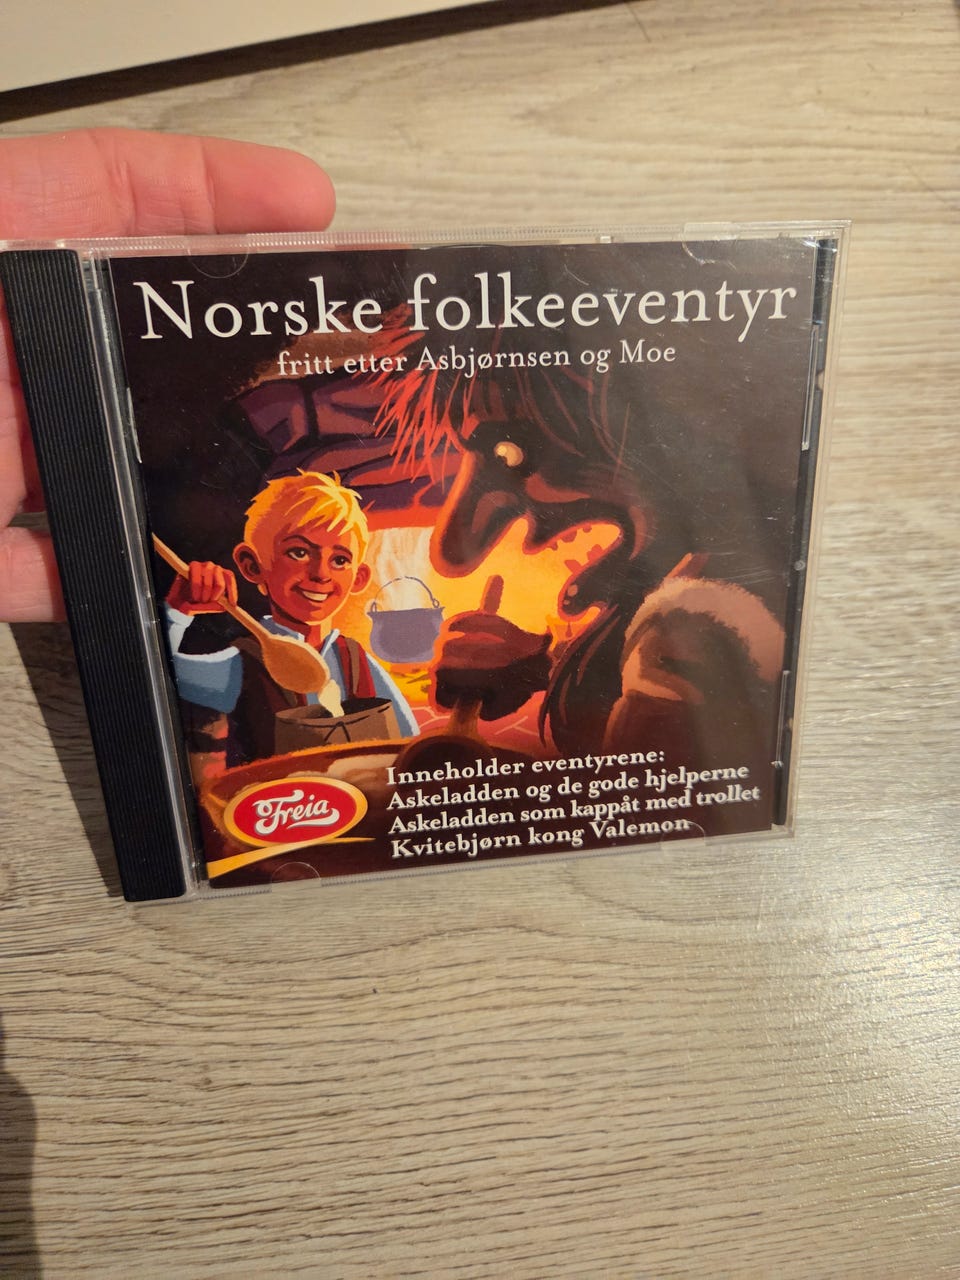 Norske folkeeventyr
fritt etter Asbjørnsen og Moe
Inneholder eventyrene:
Askeladden og de gode hjelperne
Askeladden som kappåt med trollet
Kvitebjørn kong Valemon
Freia